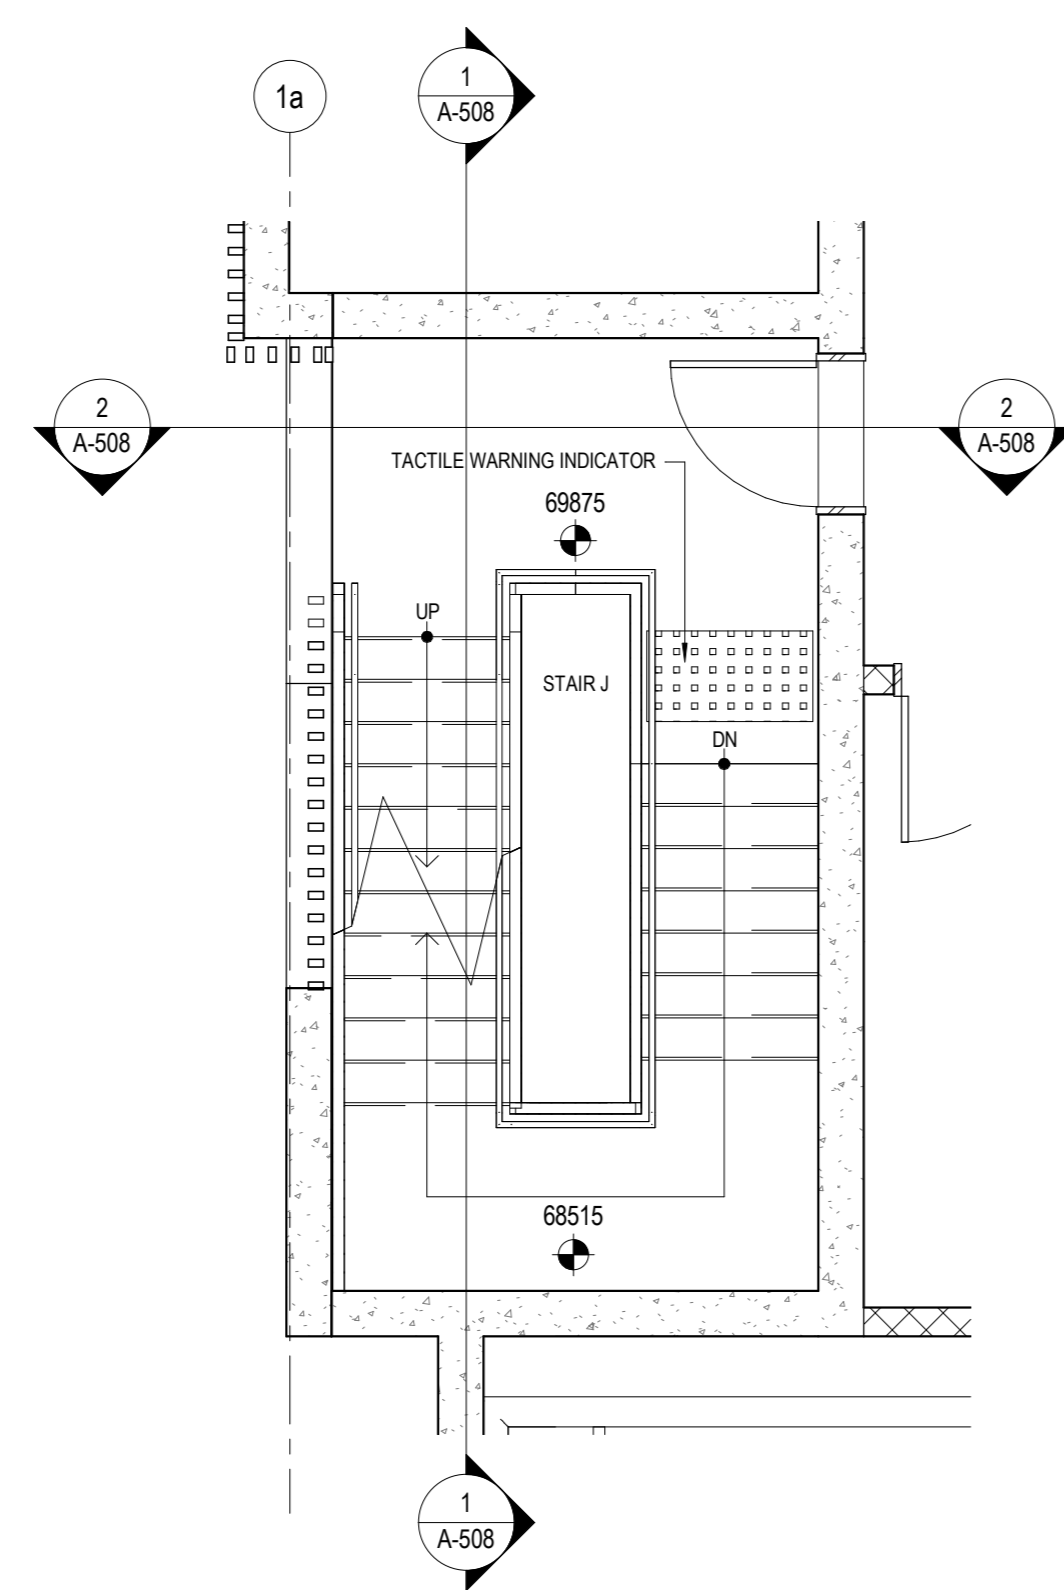 1
A-508
1a
2
A-508
2
A-508
TACTILE WARNING INDICATOR
69875
UP
STAIR J
DN
68515
1
A-508